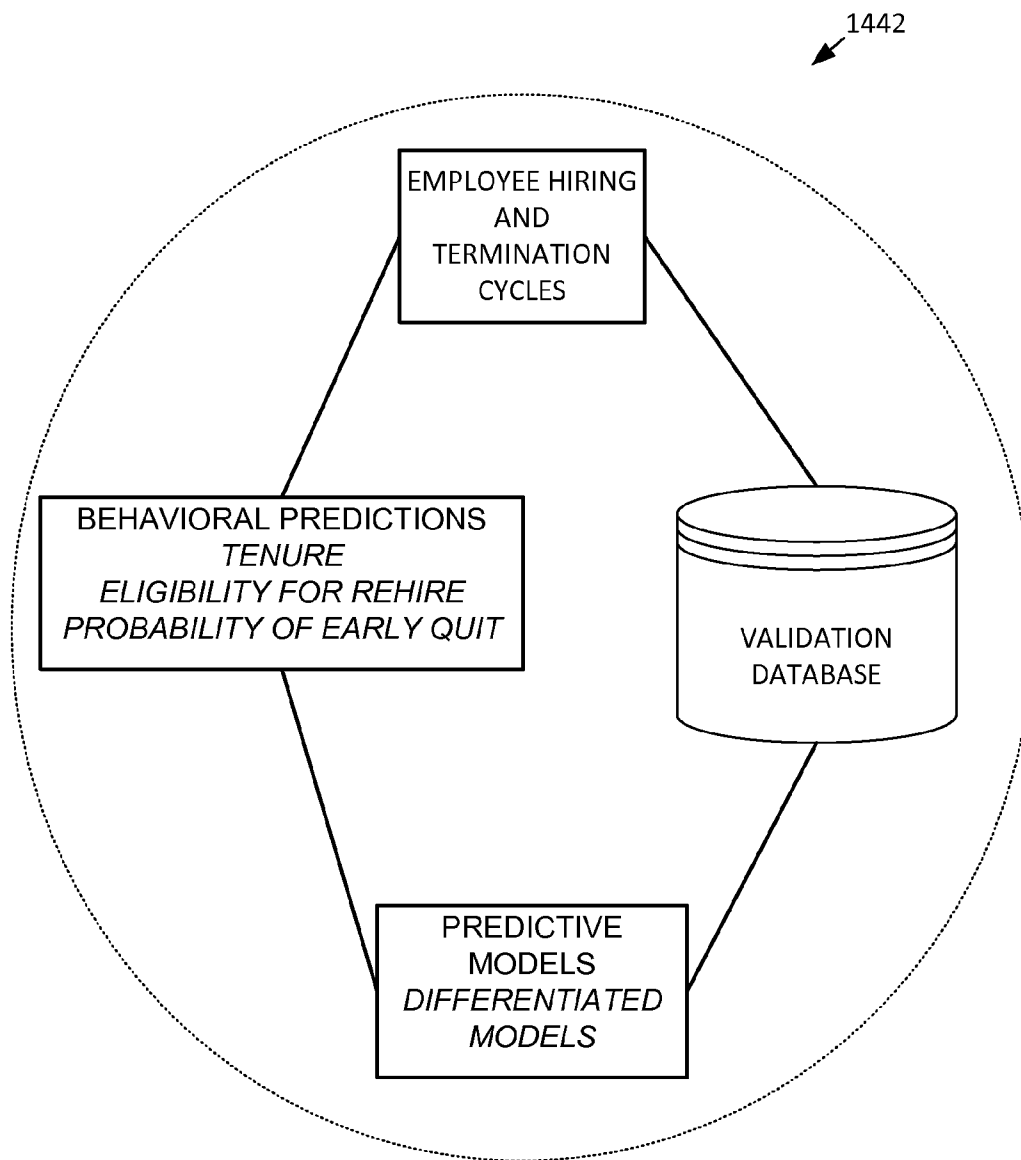 1442
EMPLOYEE HIRING
AND
TERMINATION
CYCLES
BEHAVIORAL PREDICTIONS
TENURE
ELIGIBILITY FOR REHIRE
PROBABILITY OF EARLY QUIT
VALIDATION
DATABASE
PREDICTIVE
MODELS
DIFFERENTIATED
MODELS